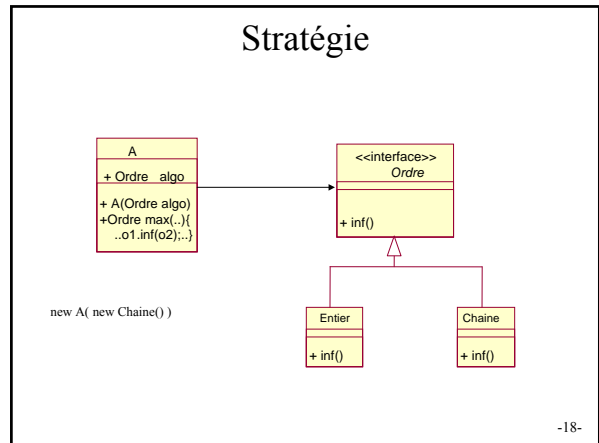 Stratégie
A
+ Ordre algo
+ A(Ordre algo)
+Ordre max(..){
..o1.inf(o2);..}
<<interface>>
Ordre
+ inf()
new A( new Chaine() )
Entier
+ inf()
Chaine
+ inf()
-18-